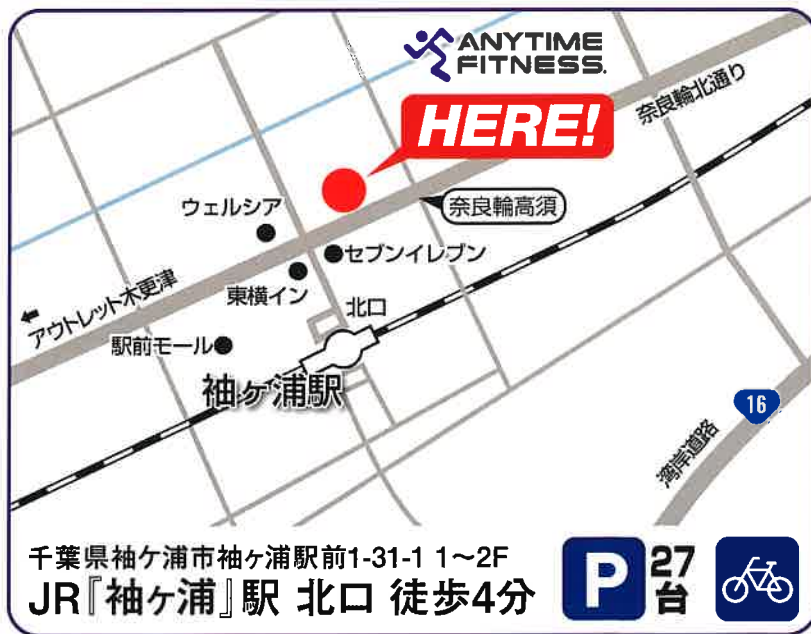 ANYTIME
FITNESS.
HERE!
奈良輪北通り
奈良輪高須
ウェルシア
セブンイレブン
東横イン
北口
アウトレット木更津
駅前モール
袖ヶ浦駅
16
湾岸道路
千葉県袖ケ浦市袖ヶ浦駅前1-31-1 1〜2F
JR『袖ヶ浦』駅 北口 徒歩4分
P
27
台